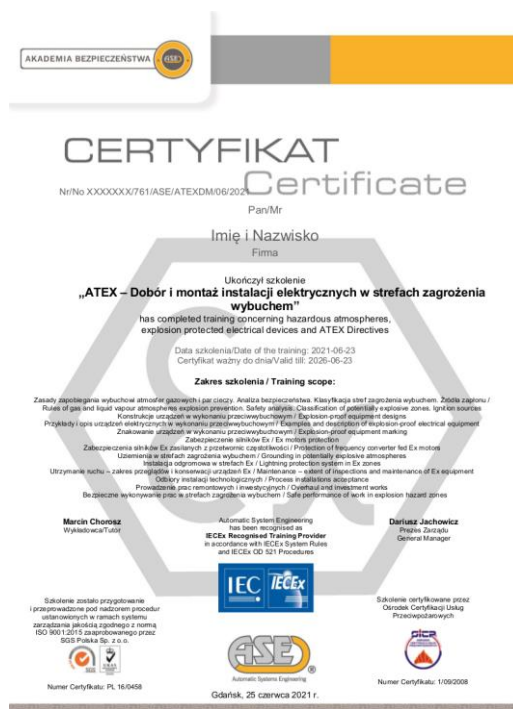 AKADEMIA BEZPIECZEŃSTWA
ASE
CERTYFIKAT
Certificate
Nr/No XXXXXXX/761/ASE/ATEXDM/06/2021
Pan/Mr
Imię i Nazwisko
Firma
Ukończył szkolenie
„ATEX – Dobór i montaż instalacji elektrycznych w strefach zagrożenia
wybuchem”
has completed training concerning hazardous atmospheres,
explosion protected electrical devices and ATEX Directives
Data szkolenia/Date of the training: 2021-06-23
Certyfikat ważny do dnia/Valid till: 2026-06-23
Zakres szkolenia / Training scope:
Zasady zapobiegania wybuchowi atmosfer gazowych i par cieczy. Analiza bezpieczeństwa. Klasyfikacja stref zagrożenia wybuchem. Źródła zapłonu /
Rules of gas and liquid vapour atmospheres explosion prevention. Safety analysis. Classification of potentially explosive zones. Ignition sources
Konstrukcje urządzeń w wykonaniu przeciwwybuchowym / Explosion-proof equipment designs
Przykłady i opis urządzeń elektrycznych w wykonaniu przeciwwybuchowym / Examples and description of explosion-proof electrical equipment
Znakowanie urządzeń w wykonaniu przeciwwybuchowym / Explosion-proof equipment marking
Zabezpieczenie silników Ex / Ex motors protection
Zabezpieczenia silników Ex zasilanych z przetwornic częstotliwości / Protection of frequency converter fed Ex motors
Uziemienia w strefach zagrożenia wybuchem / Grounding in potentially explosive atmospheres
Instalacja odgromowa w strefach Ex / Lightning protection system in Ex zones
Utrzymanie ruchu – zakres przeglądów i konserwacji urządzeń Ex / Maintenance – extent of inspections and maintenance of Ex equipment
Odbiory instalacji technologicznych / Process installations acceptance
Prowadzenie prac remontowych i inwestycyjnych / Overhaul and investment works
Bezpieczne wykonywanie prac w strefach zagrożenia wybuchem / Safe performance of work in explosion hazard zones
Marcin Chorosz
Wykładowca/Tutor
Automatic System Engineering
has been recognised as
IECEx Recognised Training Provider
in accordance with IECEx System Rules
and IECEx OD 521 Procedures
Dariusz Jachowicz
Prezes Zarządu
General Manager
IEC IECEx
Szkolenie zostało przygotowane
i przeprowadzone pod nadzorem procedur
ustanowionych w ramach systemu
zarządzania jakością zgodnego z normą
ISO 9001:2015 zaaprobowanego przez
SGS Polska Sp. z o.o.
Szkolenie certyfikowane przez
Ośrodek Certyfikacji Usług
Przeciwpożarowych
ASE
Automatic Systems Engineering
Numer Certyfikatu: PL 16/0458
Numer Certyfikatu: 1/09/2008
Gdańsk, 25 czerwca 2021 r.